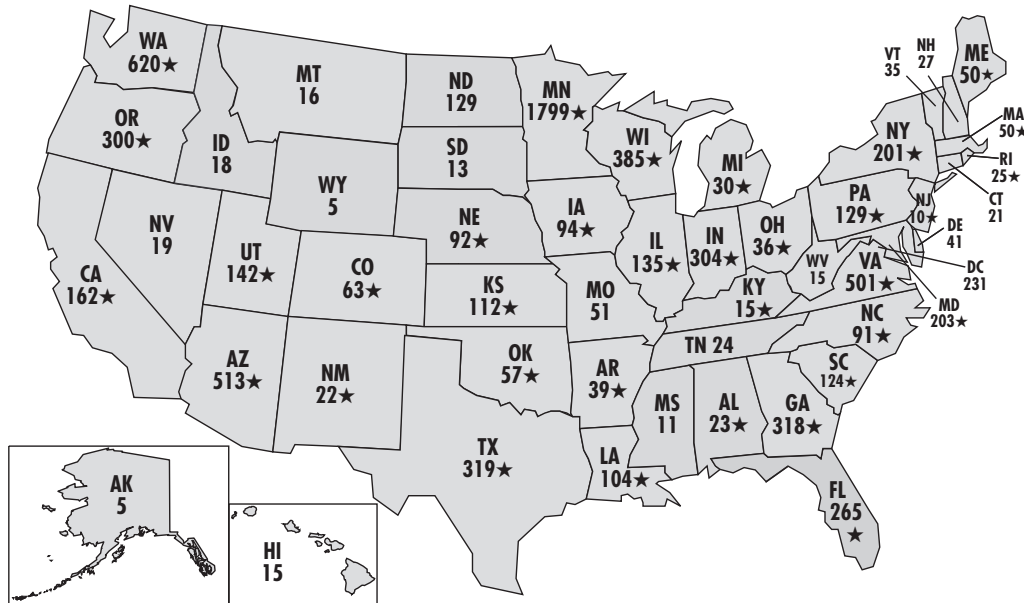 WA
620★
MT
16
ND
129
MN
1799★
VT
35
NH
27
ME
50★
OR
300★
ID
18
SD
13
WI
385★
MI
30★
NY
201★
MA
50★
RI
25★
CT
21
WY
5
NE
92★
IA
94★
PA
129★
NJ
10★
DE
41
NV
19
UT
142★
CO
63★
IL
135★
IN
304★
OH
36★
WV
15
VA
501★
DC
231
MD
203★
CA
162★
KS
112★
MO
51
KY
15★
NC
91★
TN 24
AZ
513★
NM
22★
OK
57★
AR
39★
SC
124★
MS
11
AL
23★
GA
318★
TX
319★
LA
104★
FL
265
★
AK
5
HI
15